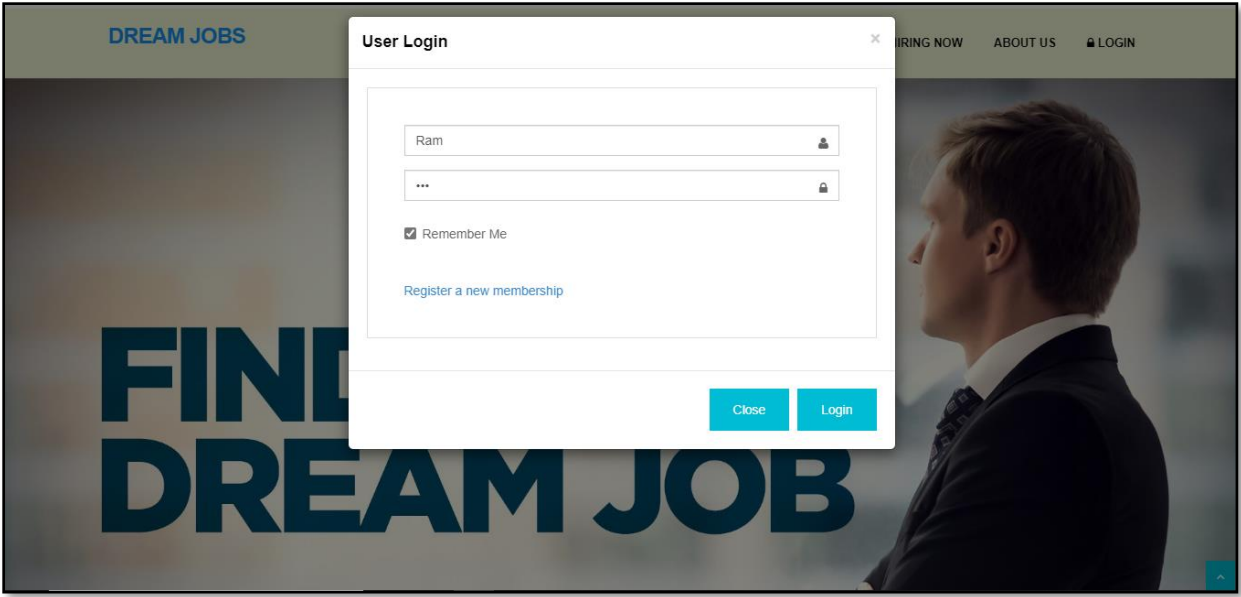 DREAM JOBS
User Login
×
IRING NOW ABOUT US LOGIN
Ram
•••
Remember Me
Register a new membership
Close Login
FIND
DREAM JOB